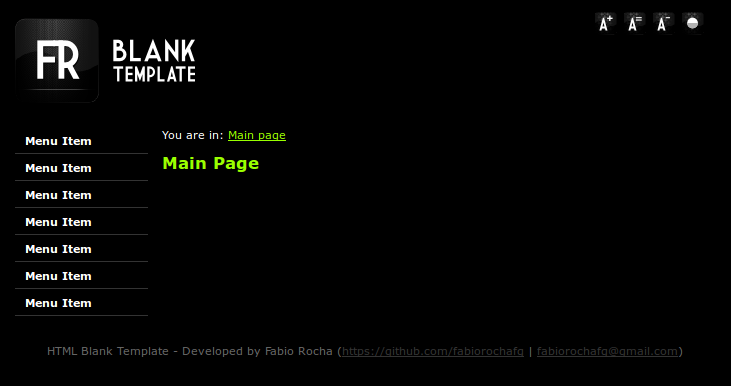 FR
BLANK
TEMPLATE
A+ A= A-
You are in: Main page
Main Page
Menu Item
Menu Item
Menu Item
Menu Item
Menu Item
Menu Item
Menu Item
HTML Blank Template - Developed by Fabio Rocha (https://github.com/fabiorochafg | fabiorochafg@gmail.com)